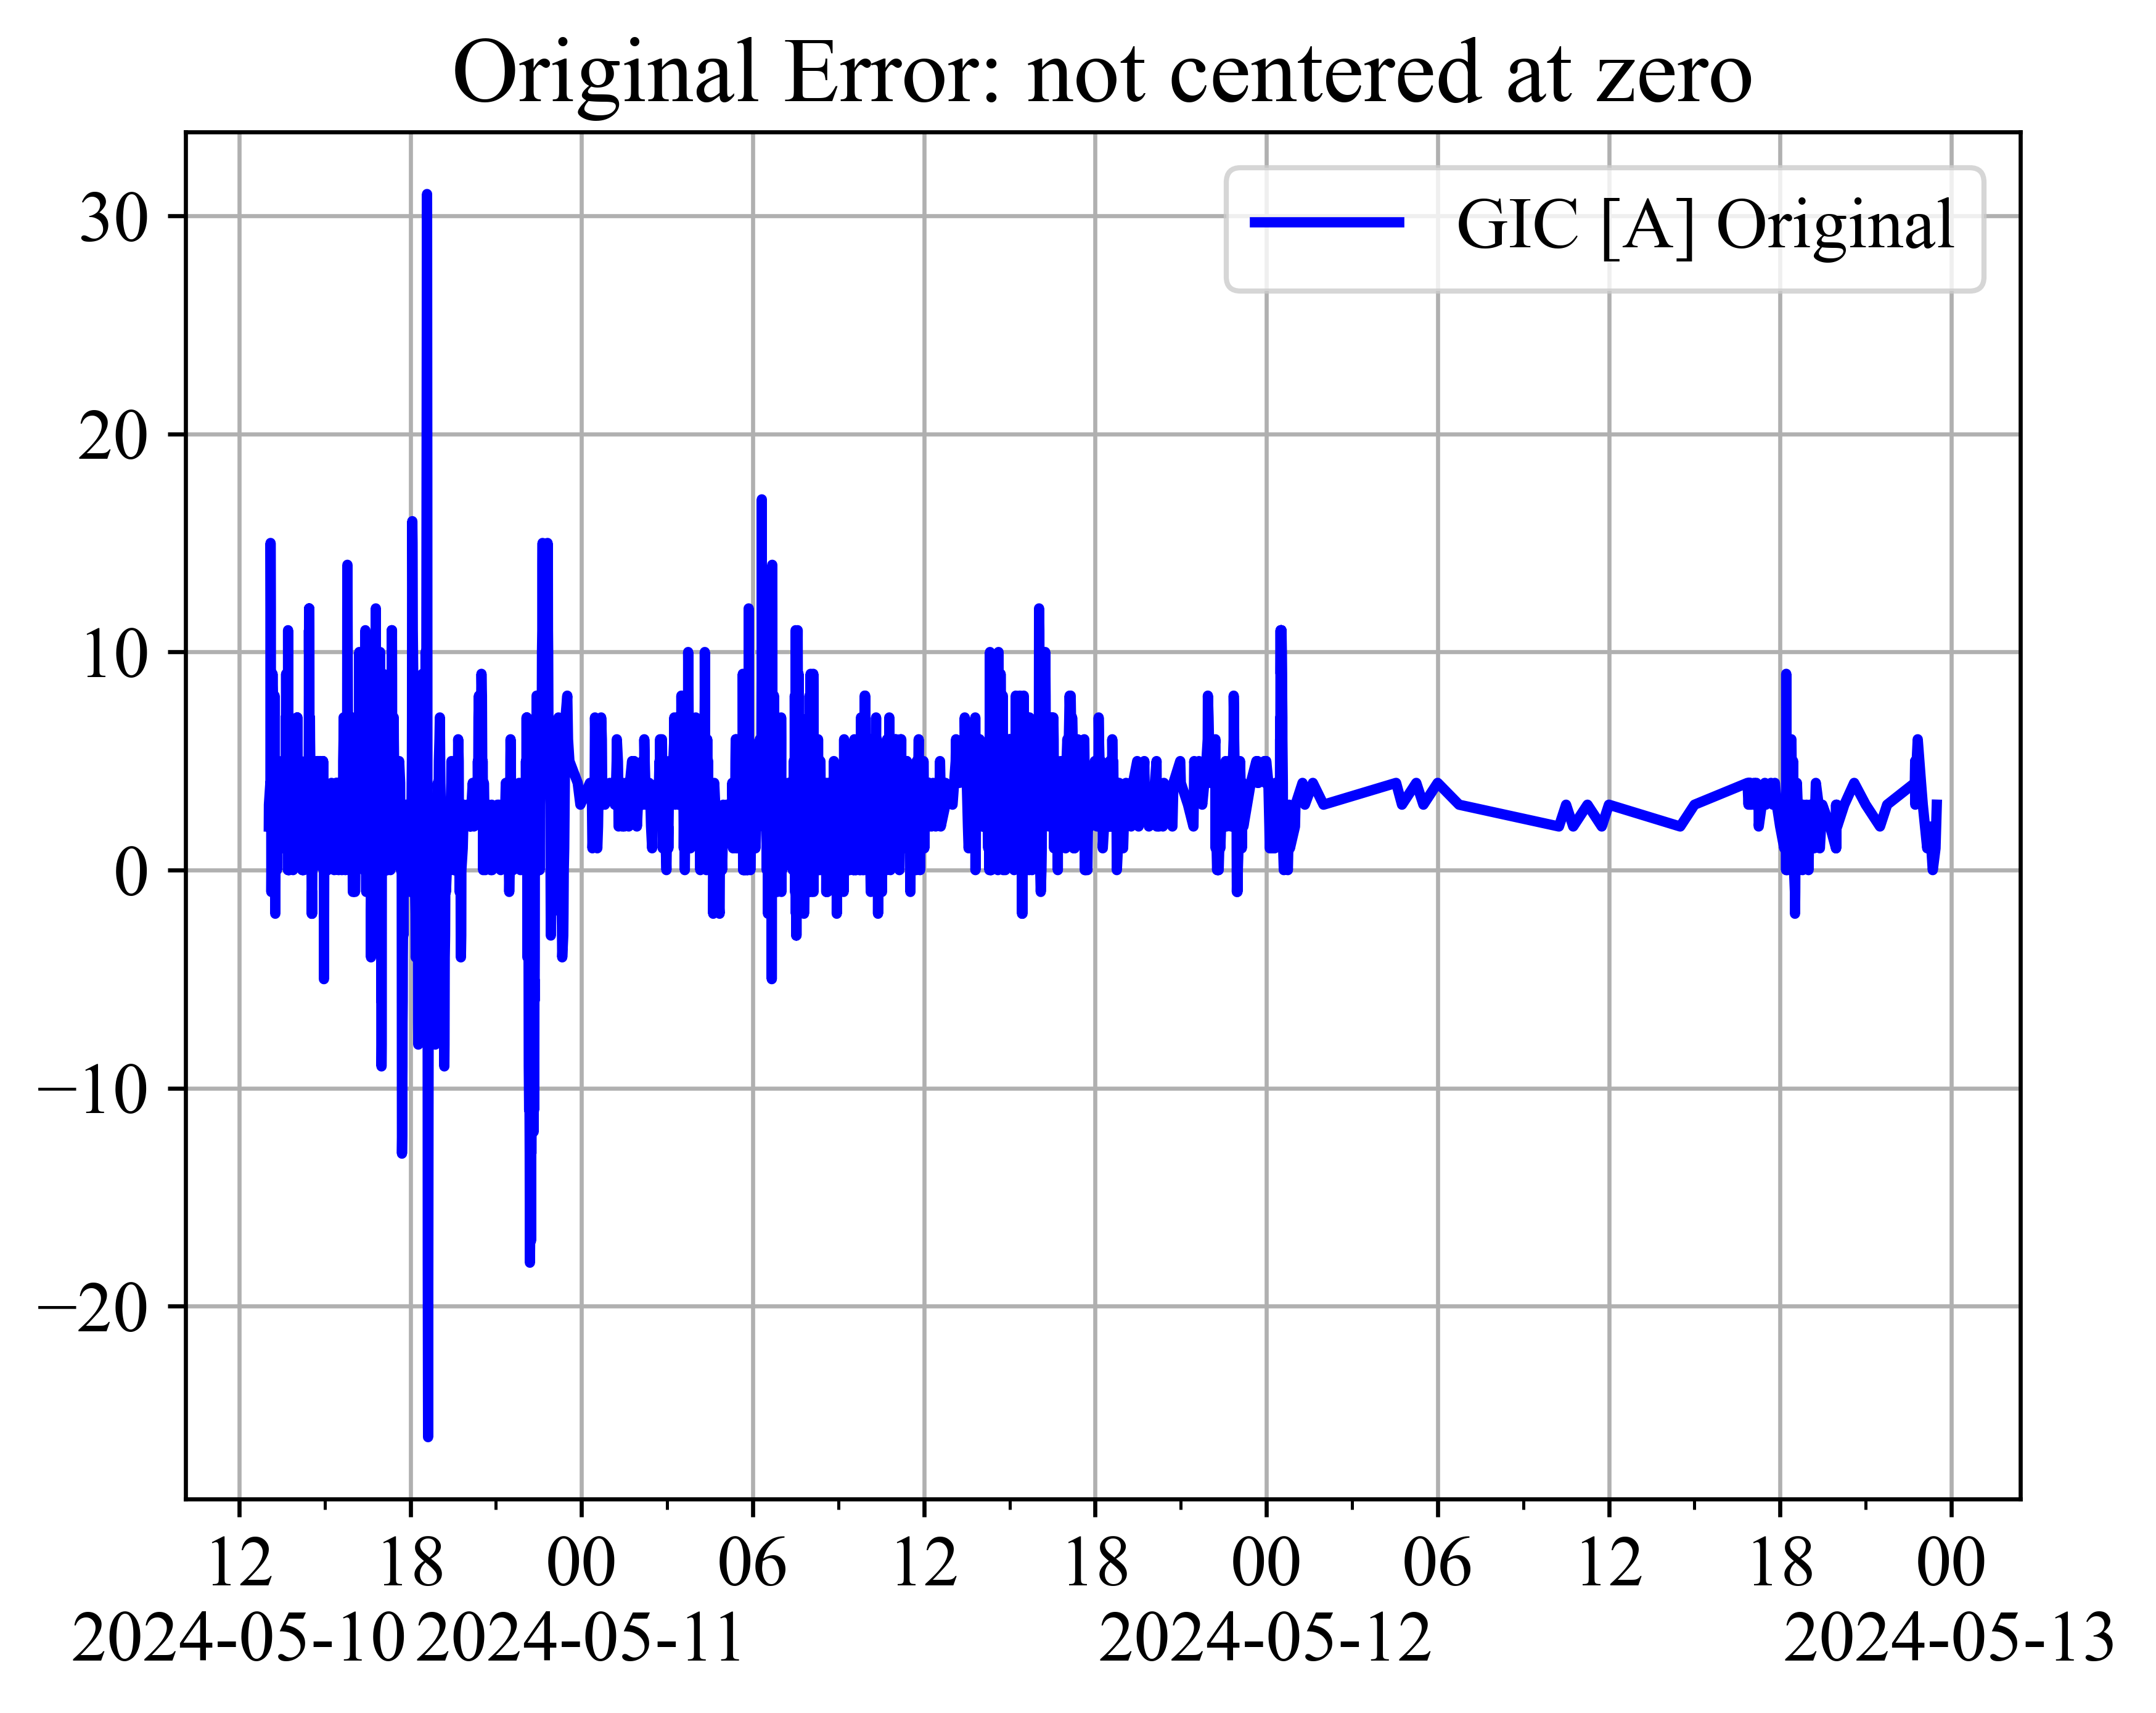 Original Error: not centered at zero
GIC [A] Original
30
20
10
0
−10
−20
12 18 00 06 12 18 00 06 12 18 00
2024-05-10 2024-05-11 2024-05-12 2024-05-13